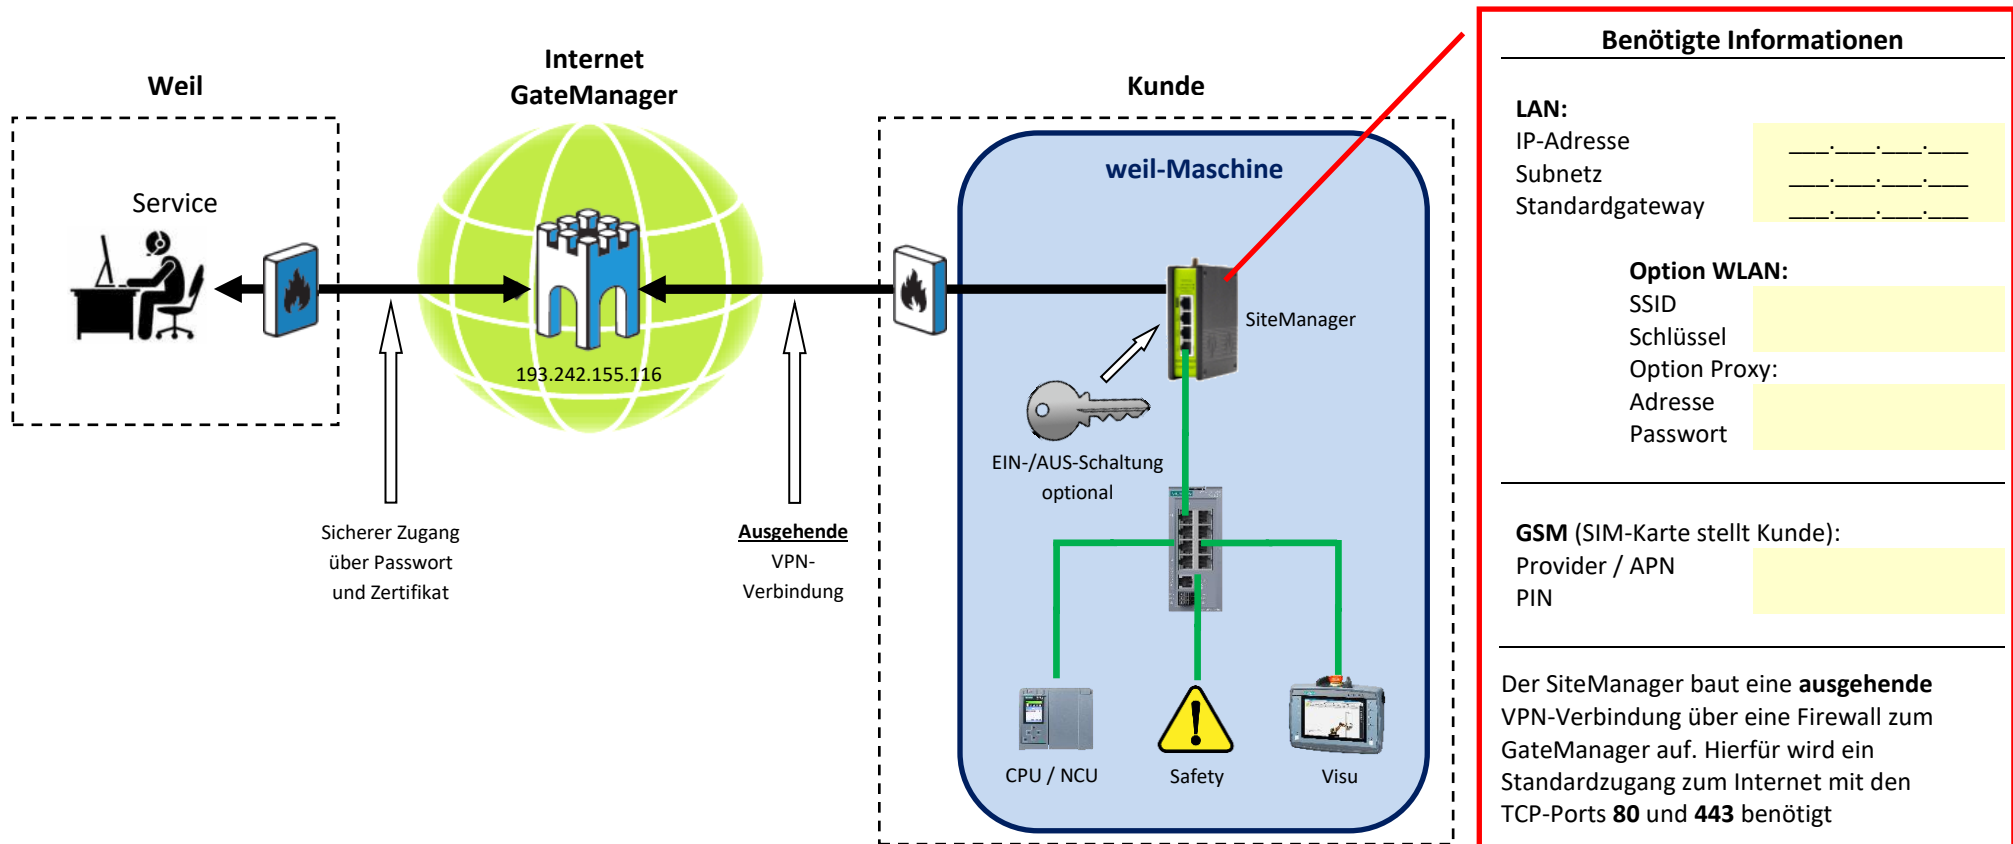 Weil
Service
Internet
GateManager
193.242.155.116
Sicherer Zugang
über Passwort
und Zertifikat
Ausgehende
VPN-
Verbindung
Kunde
weil-Maschine
SiteManager
EIN-/AUS-Schaltung
optional
CPU / NCU
Safety
Visu
Benötigte Informationen
LAN:
IP-Adresse ___.___.___.___
Subnetz ___.___.___.___
Standardgateway ___.___.___.___
Option WLAN:
SSID
Schlüssel
Option Proxy:
Adresse
Passwort
GSM (SIM-Karte stellt Kunde):
Provider / APN
PIN
Der SiteManager baut eine ausgehende
VPN-Verbindung über eine Firewall zum
GateManager auf. Hierfür wird ein
Standardzugang zum Internet mit den
TCP-Ports 80 und 443 benötigt